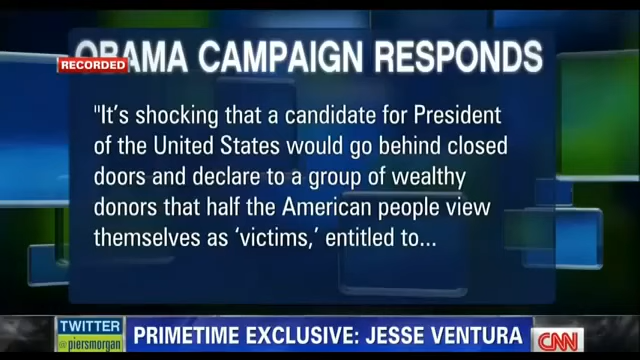 OBAMA CAMPAIGN RESPONDS
RECORDED
"It's shocking that a candidate for President
of the United States would go behind closed
doors and declare to a group of wealthy
donors that half the American people view
themselves as 'victims,' entitled to...
TWITTER
@piersmorgan
PRIMETIME EXCLUSIVE: JESSE VENTURA
CNN